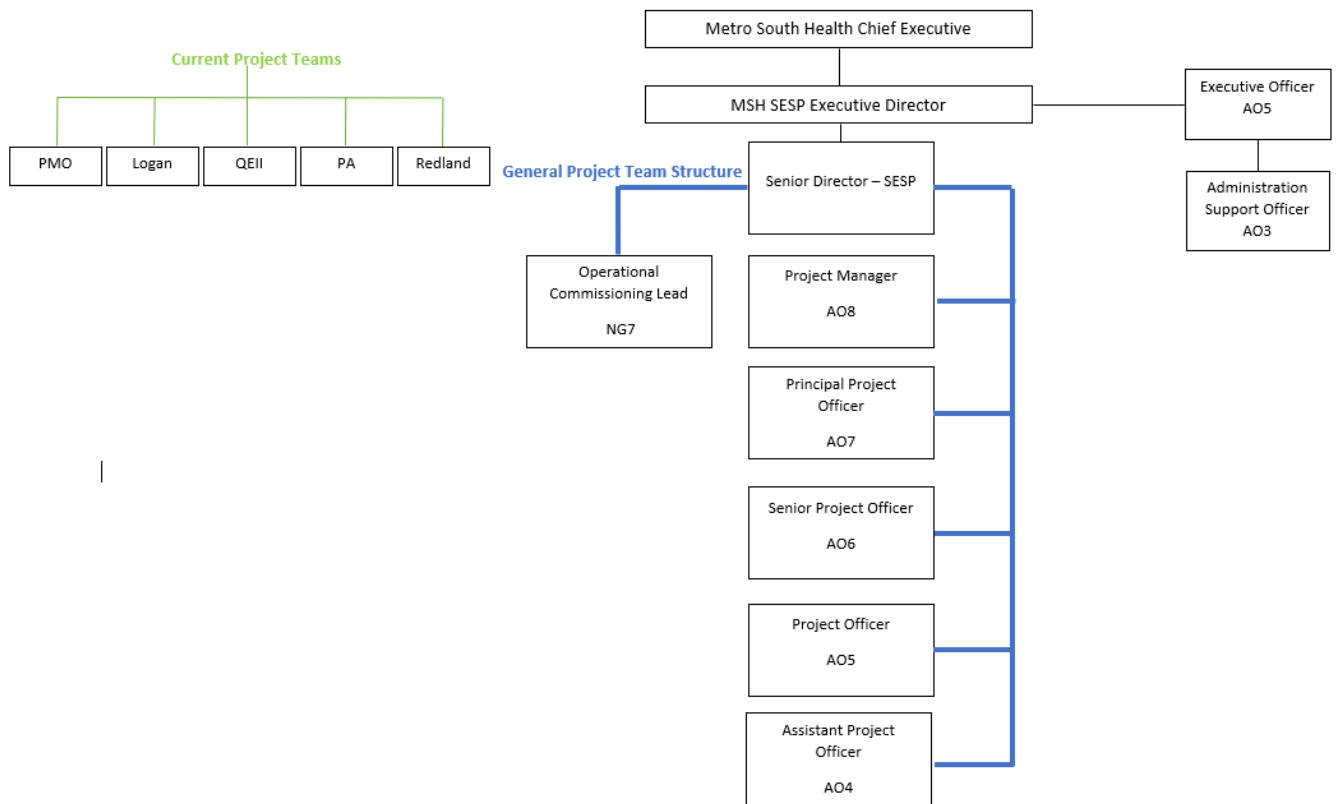 Metro South Health Chief Executive
Current Project Teams
MSH SESP Executive Director
Executive Officer
AO5
PMO
Logan
QEII
PA
Redland
General Project Team Structure
Senior Director – SESP
Administration
Support Officer
AO3
Operational
Commissioning Lead
NG7
Project Manager
AO8
Principal Project
Officer
AO7
Senior Project Officer
AO6
Project Officer
AO5
Assistant Project
Officer
AO4